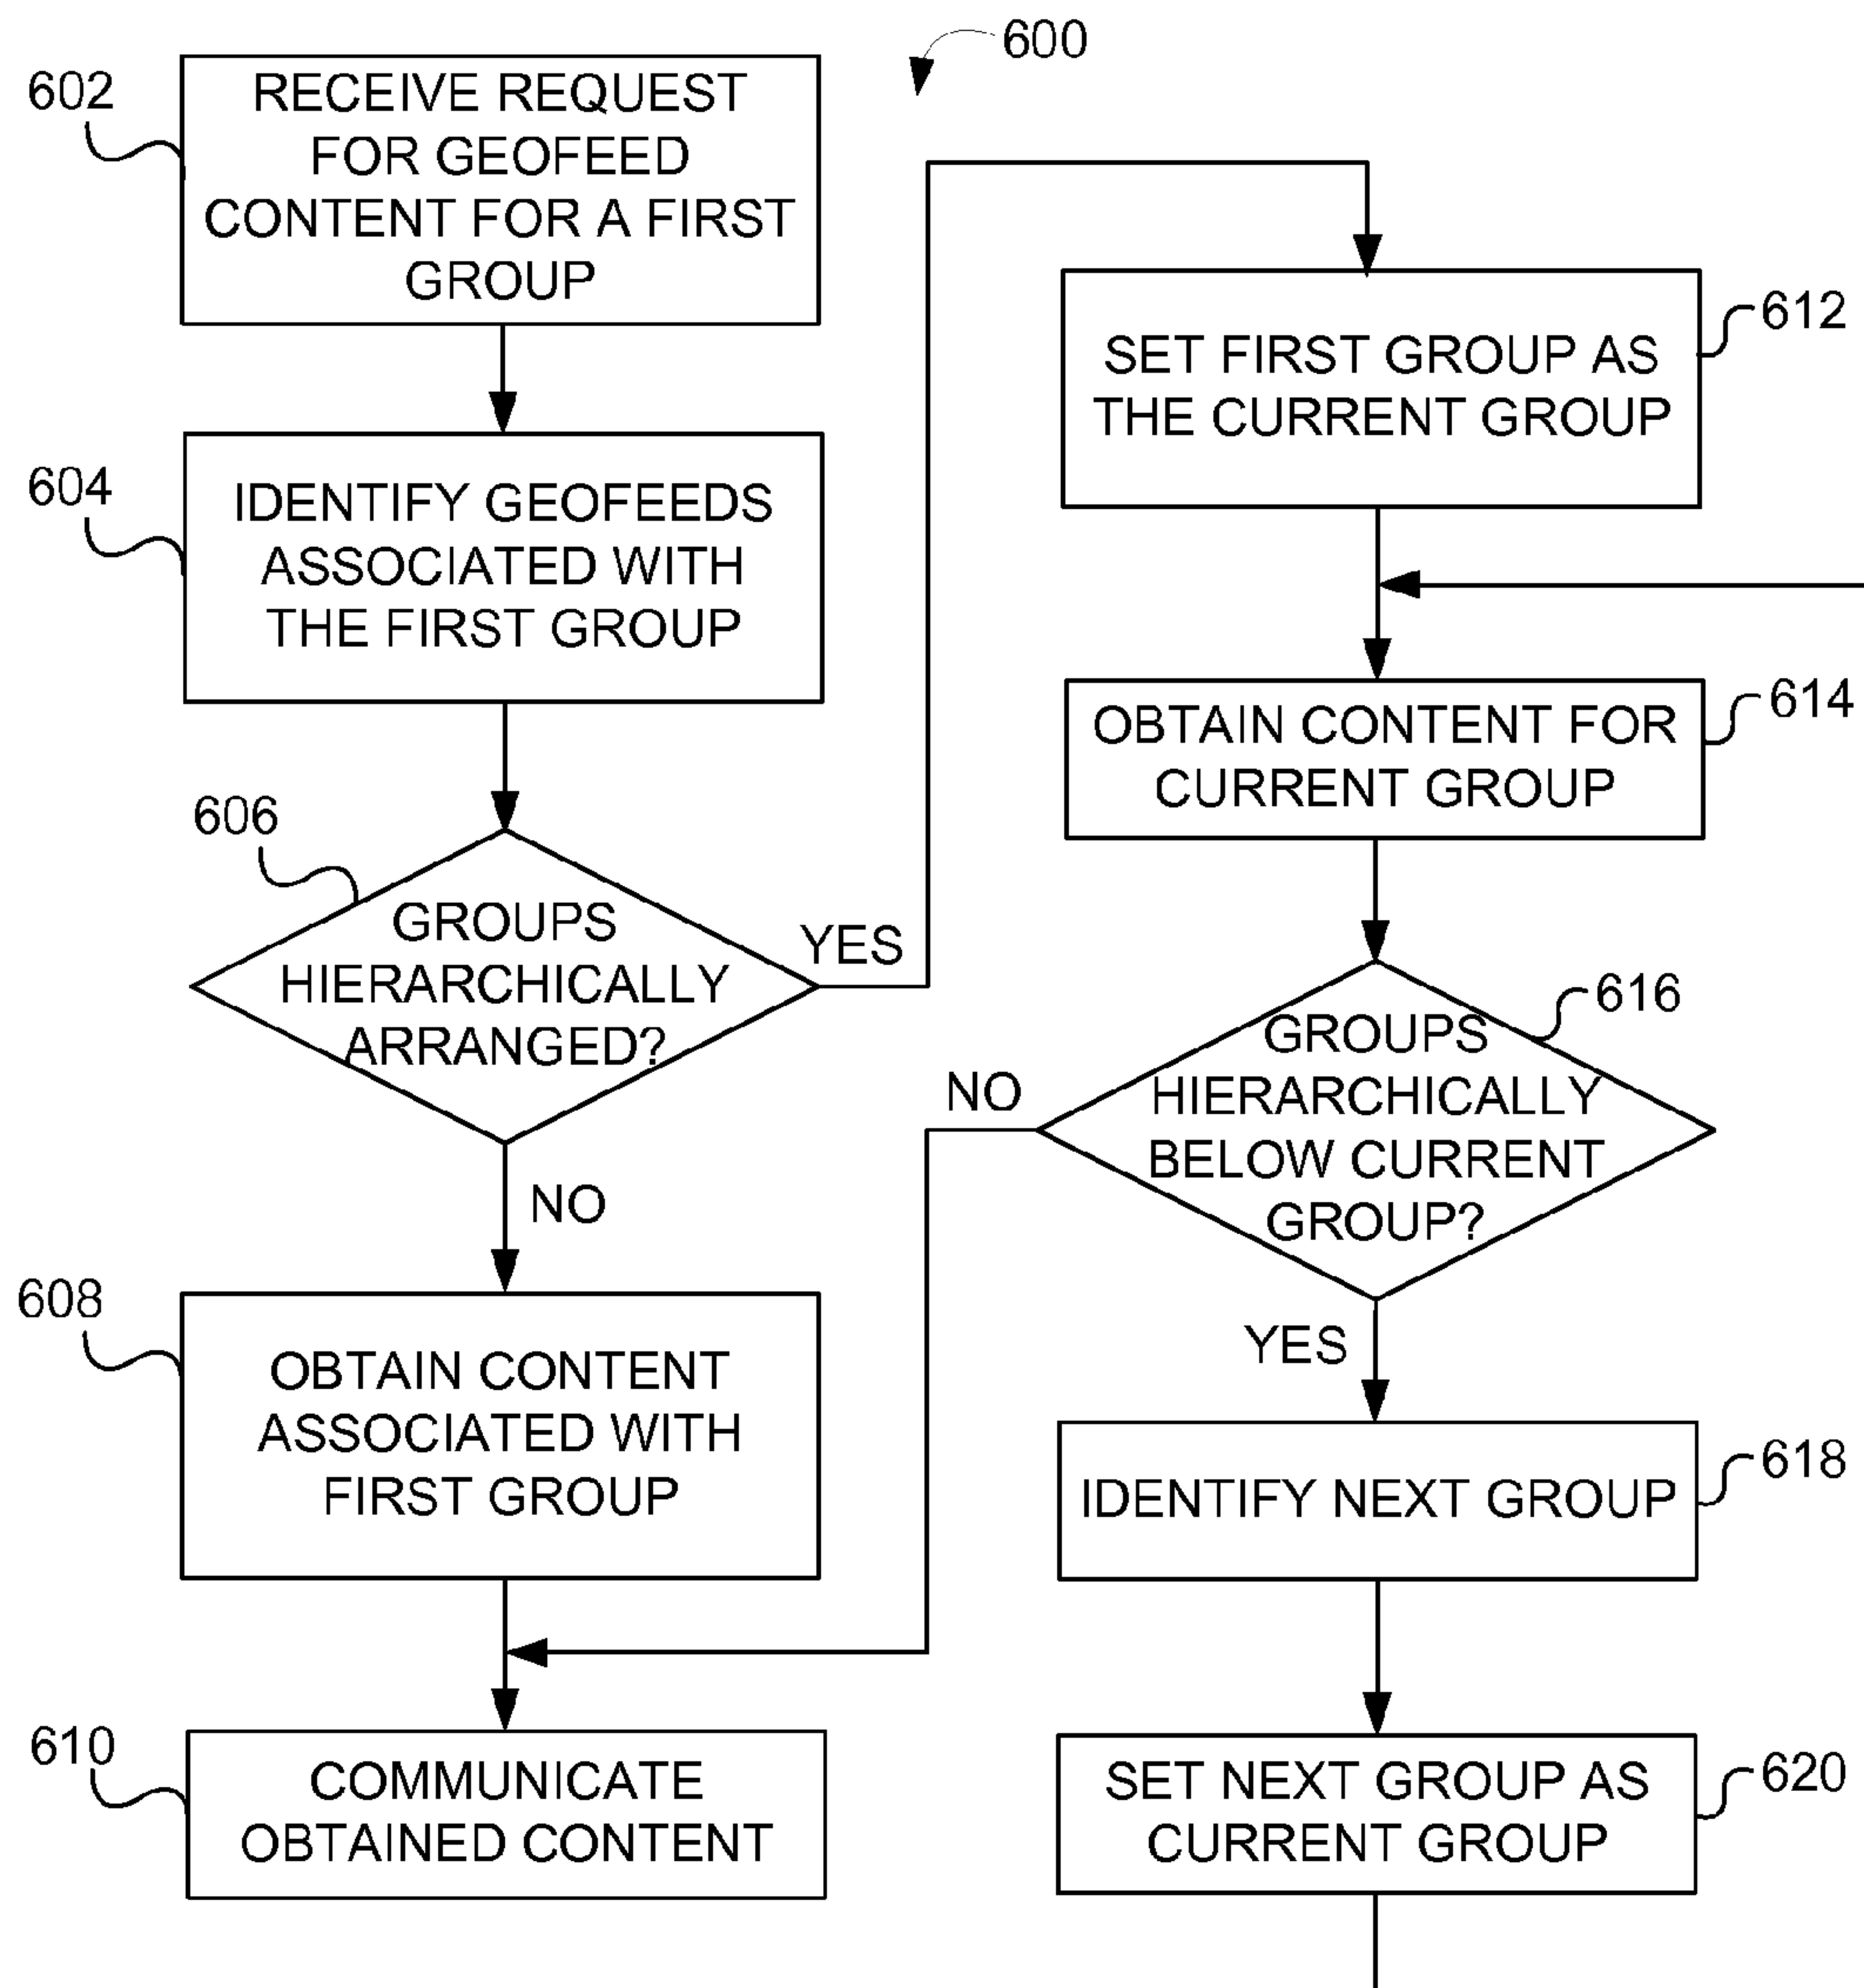 600
602
RECEIVE REQUEST
FOR GEOFEED
CONTENT FOR A FIRST
GROUP
604
IDENTIFY GEOFEEDS
ASSOCIATED WITH
THE FIRST GROUP
606
GROUPS
HIERARCHICALLY
ARRANGED?
YES
NO
608
OBTAIN CONTENT
ASSOCIATED WITH
FIRST GROUP
610
COMMUNICATE
OBTAINED CONTENT
612
SET FIRST GROUP AS
THE CURRENT GROUP
614
OBTAIN CONTENT FOR
CURRENT GROUP
616
GROUPS
HIERARCHICALLY
BELOW CURRENT
GROUP?
NO
YES
618
IDENTIFY NEXT GROUP
620
SET NEXT GROUP AS
CURRENT GROUP